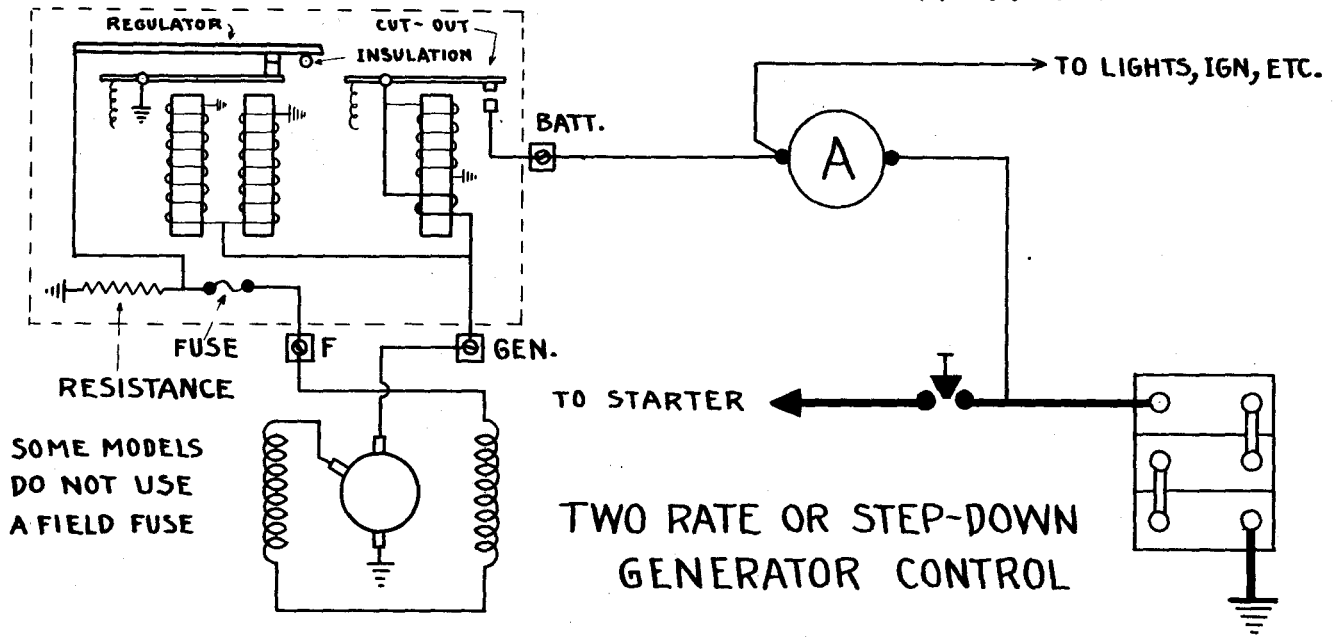 REGULATOR
CUT-OUT
INSULATION
TO LIGHTS, IGN, ETC.
BATT.
A
FUSE
F
GEN.
RESISTANCE
TO STARTER
SOME MODELS
DO NOT USE
A FIELD FUSE
TWO RATE OR STEP-DOWN
GENERATOR CONTROL